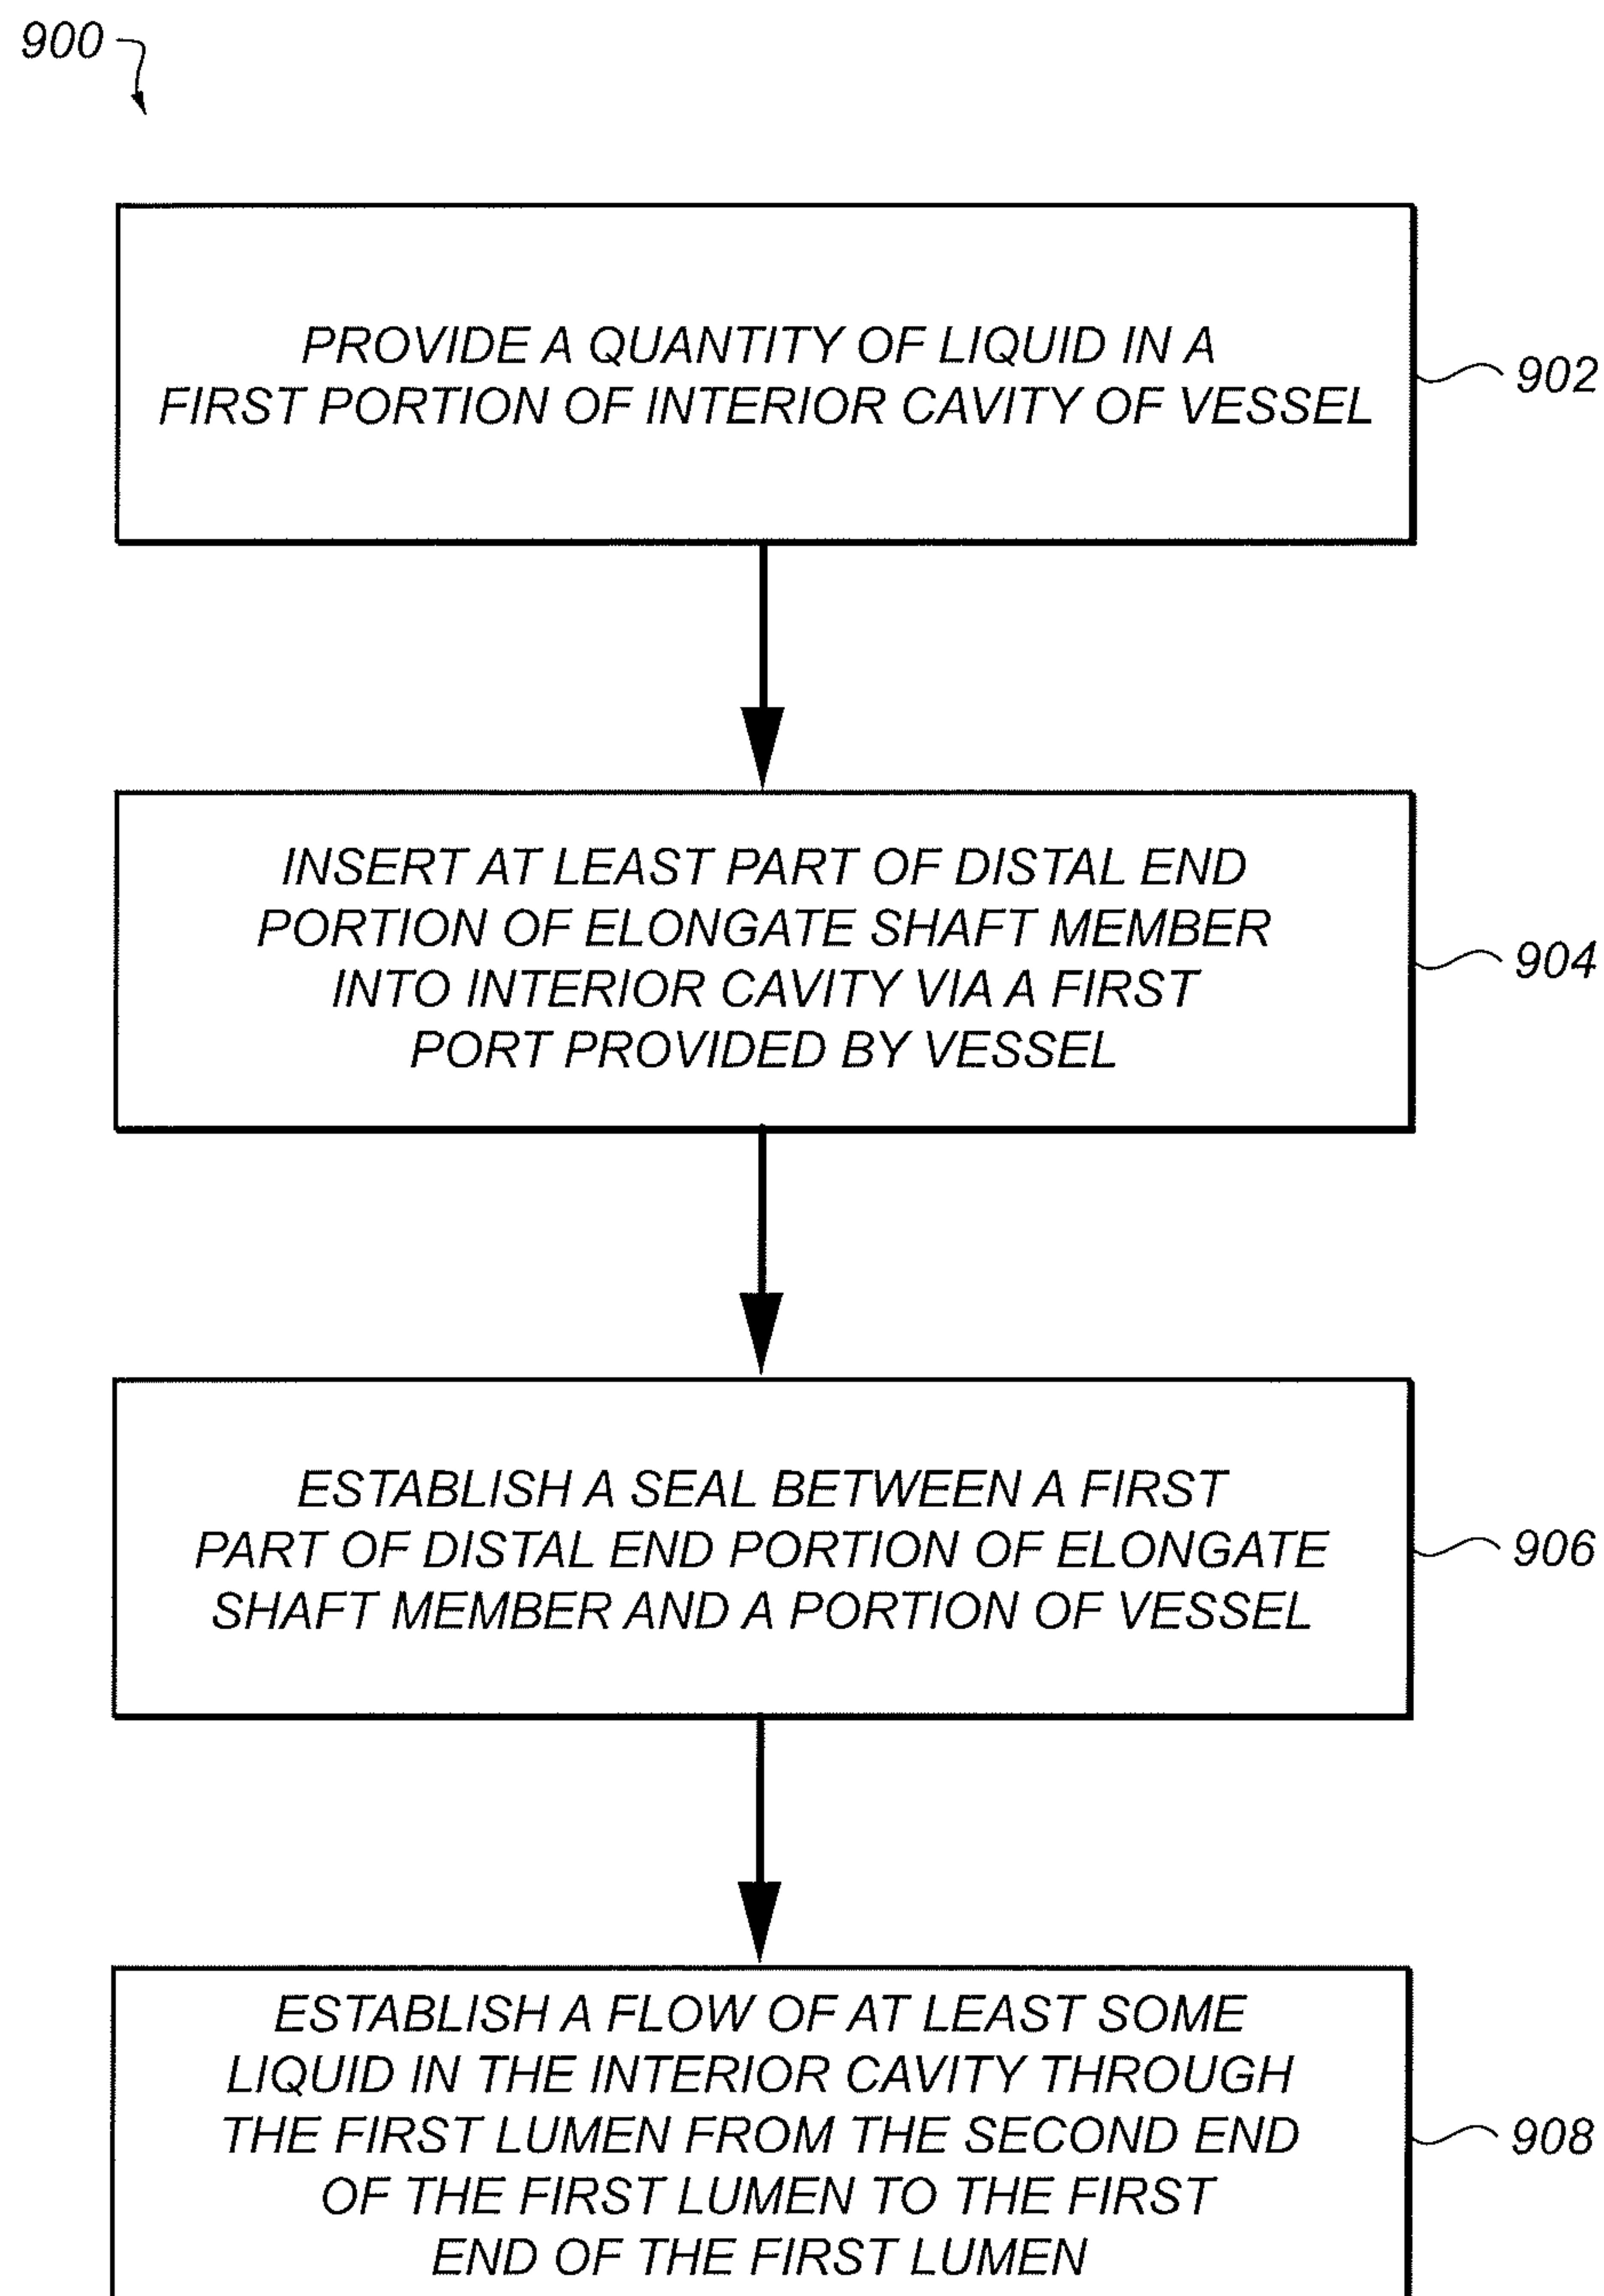 900
PROVIDE A QUANTITY OF LIQUID IN A
FIRST PORTION OF INTERIOR CAVITY OF VESSEL
902
INSERT AT LEAST PART OF DISTAL END
PORTION OF ELONGATE SHAFT MEMBER
INTO INTERIOR CAVITY VIA A FIRST
PORT PROVIDED BY VESSEL
904
ESTABLISH A SEAL BETWEEN A FIRST
PART OF DISTAL END PORTION OF ELONGATE
SHAFT MEMBER AND A PORTION OF VESSEL
906
ESTABLISH A FLOW OF AT LEAST SOME
LIQUID IN THE INTERIOR CAVITY THROUGH
THE FIRST LUMEN FROM THE SECOND END
OF THE FIRST LUMEN TO THE FIRST
END OF THE FIRST LUMEN
908